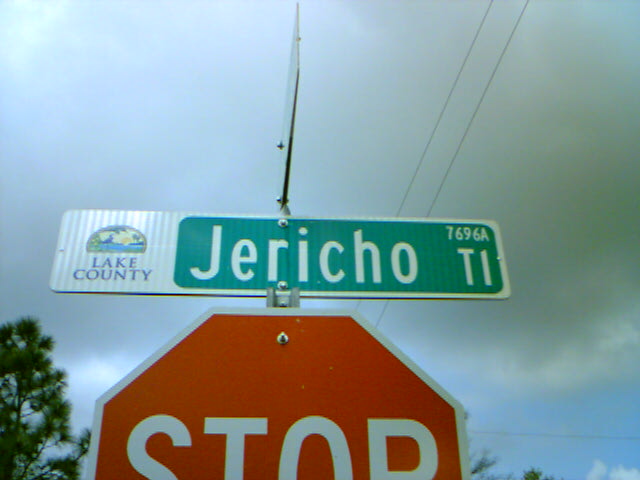 LAKE
COUNTY
Jericho Tl
7696A
STOP